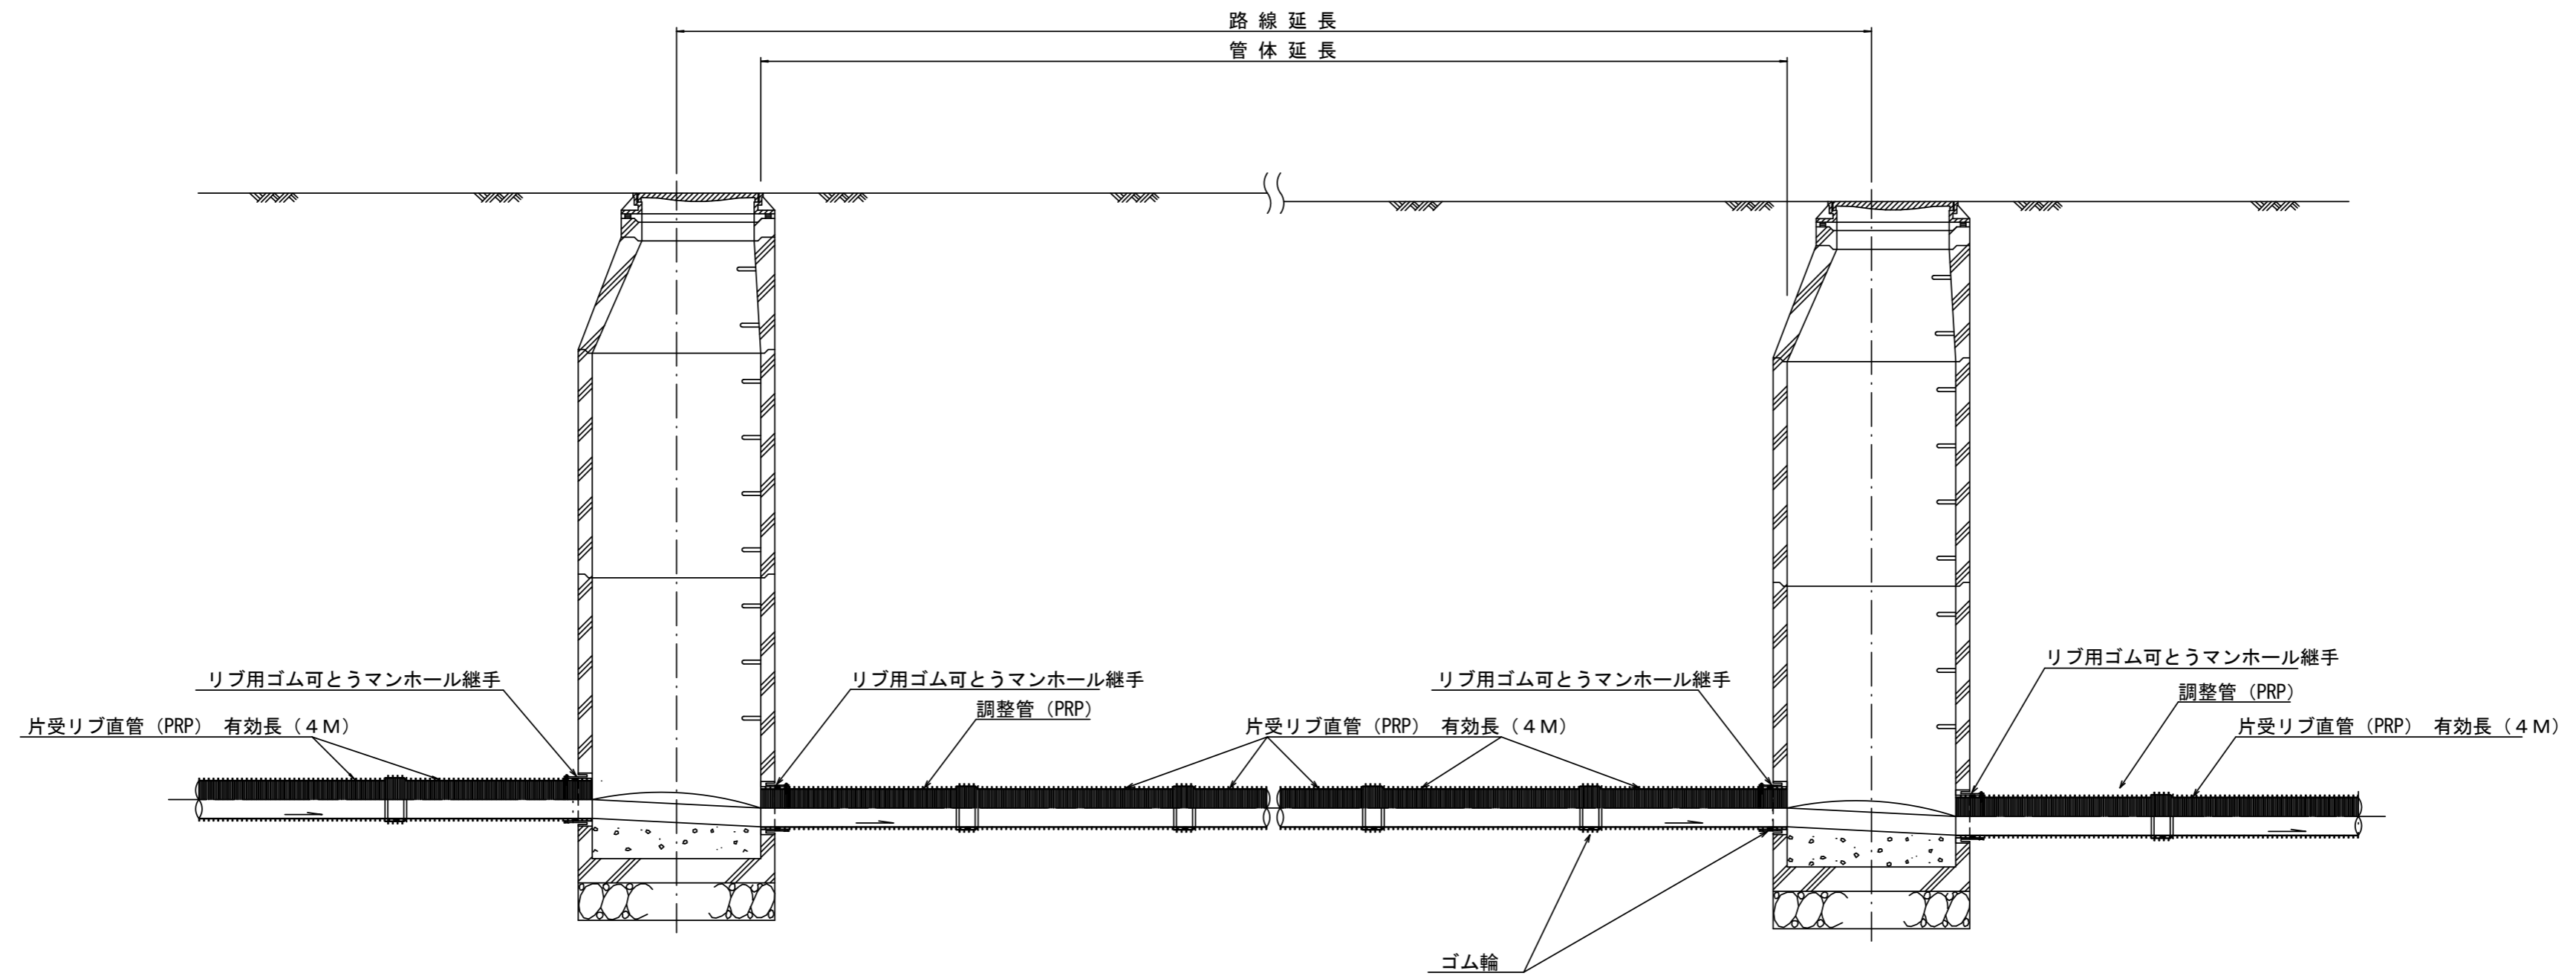 路線延長
管体延長
リブ用ゴム可とうマンホール継手
片受リブ直管（PRP）　有効長（４Ｍ）
リブ用ゴム可とうマンホール継手
調整管（PRP）
リブ用ゴム可とうマンホール継手
片受リブ直管（PRP）　有効長（４Ｍ）
リブ用ゴム可とうマンホール継手
調整管（PRP）
片受リブ直管（PRP）　有効長（４Ｍ）
ゴム輪